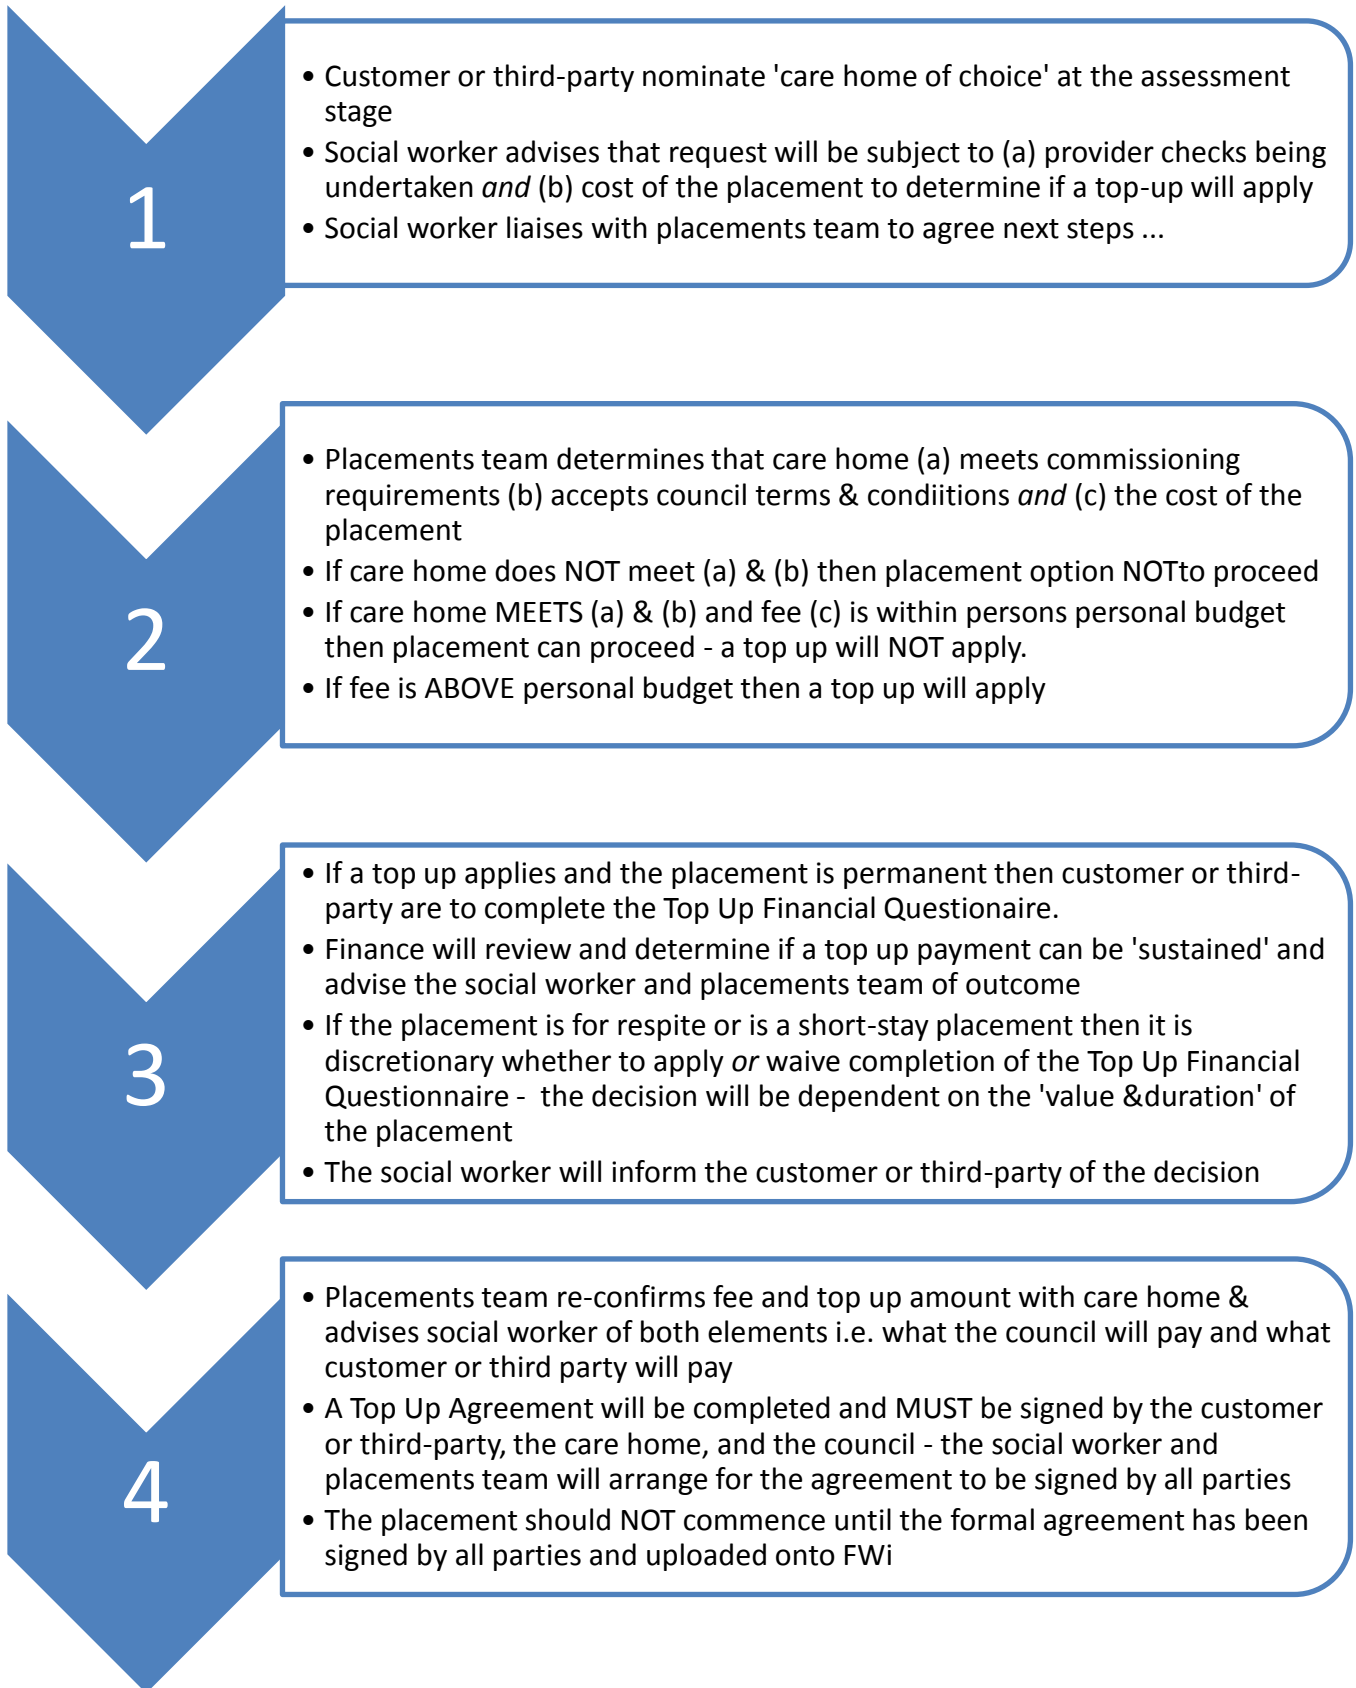 1
• Customer or third-party nominate 'care home of choice' at the assessment
stage
• Social worker advises that request will be subject to (a) provider checks being
undertaken and (b) cost of the placement to determine if a top-up will apply
• Social worker liaises with placements team to agree next steps ...
2
• Placements team determines that care home (a) meets commissioning
requirements (b) accepts council terms & condiitions and (c) the cost of the
placement
• If care home does NOT meet (a) & (b) then placement option NOTto proceed
• If care home MEETS (a) & (b) and fee (c) is within persons personal budget
then placement can proceed - a top up will NOT apply.
• If fee is ABOVE personal budget then a top up will apply
3
• If a top up applies and the placement is permanent then customer or third-
party are to complete the Top Up Financial Questionaire.
• Finance will review and determine if a top up payment can be 'sustained' and
advise the social worker and placements team of outcome
• If the placement is for respite or is a short-stay placement then it is
discretionary whether to apply or waive completion of the Top Up Financial
Questionnaire - the decision will be dependent on the 'value &duration' of
the placement
• The social worker will inform the customer or third-party of the decision
4
• Placements team re-confirms fee and top up amount with care home &
advises social worker of both elements i.e. what the council will pay and what
customer or third party will pay
• A Top Up Agreement will be completed and MUST be signed by the customer
or third-party, the care home, and the council - the social worker and
placements team will arrange for the agreement to be signed by all parties
• The placement should NOT commence until the formal agreement has been
signed by all parties and uploaded onto FWi